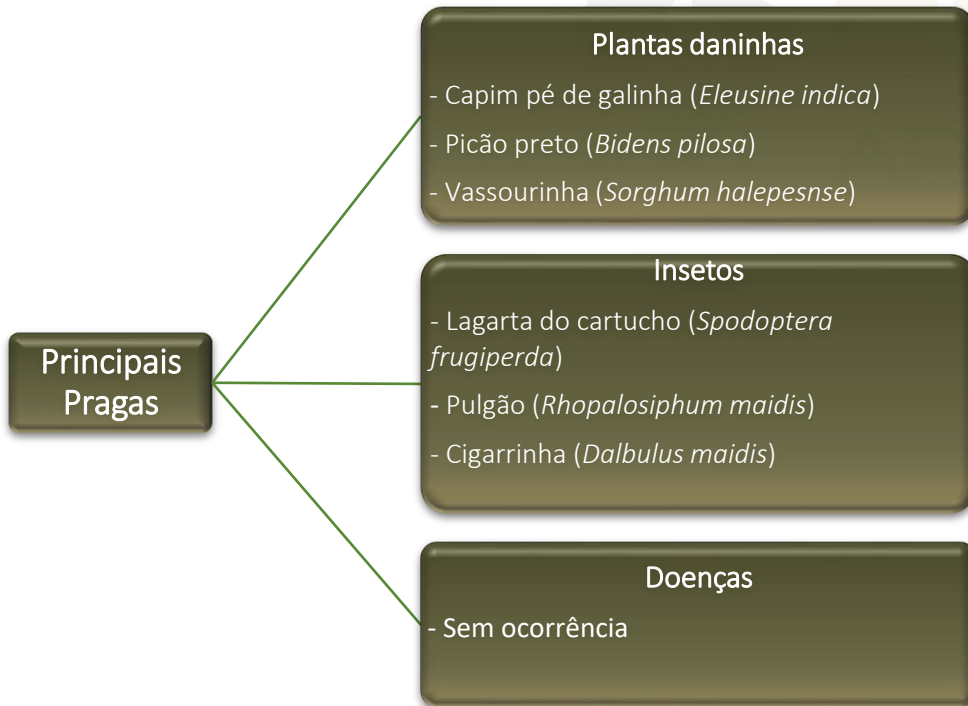 Principais
Pragas
Plantas daninhas
- Capim pé de galinha (Eleusine indica)
- Picão preto (Bidens pilosa)
- Vassourinha (Sorghum halepesnse)
Insetos
- Lagarta do cartucho (Spodoptera
frugiperda)
- Pulgão (Rhopalosiphum maidis)
- Cigarrinha (Dalbulus maidis)
Doenças
- Sem ocorrência